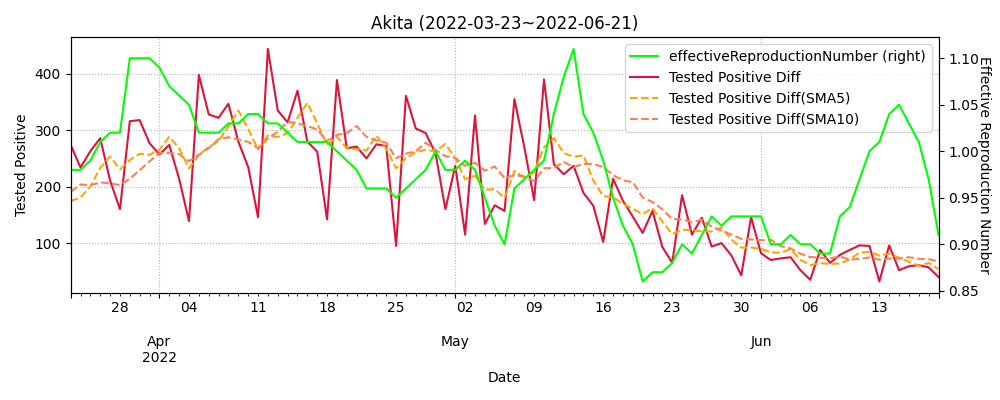 Akita (2022-03-23~2022-06-21)
effectiveReproductionNumber (right)
Tested Positive Diff
Tested Positive Diff(SMA5)
Tested Positive Diff(SMA10)
Tested Positive
400
300
200
100
Effective Reproduction Number
1.10
1.05
1.00
0.95
0.90
0.85
28 04 11 18 25 02 09 16 23 30 06 13
Apr May Jun
2022
Date